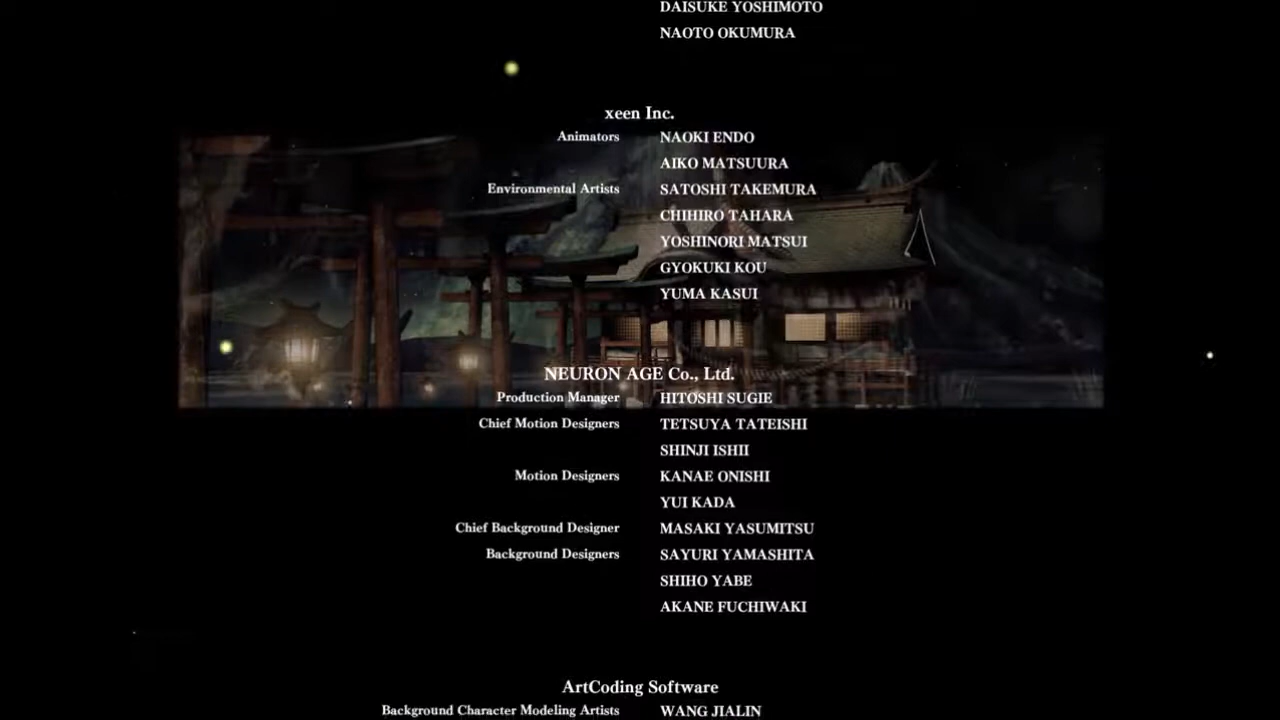 DAISUKE YOSHIMOTO
NAOTO OKUMURA
xeen Inc.
Animators NAOKI ENDO
AIKO MATSUURA
Environmental Artists SATOSHI TAKEMURA
CHIHIRO TAHARA
YOSHINORI MATSUI
GYOKUKI KOU
YUMA KASUI
NEURON AGE Co., Ltd.
Production Manager HITOSHI SUGIE
Chief Motion Designers TETSUYA TATEISHI
SHINJI ISHII
Motion Designers KANAE ONISHI
YUI KADA
Chief Background Designer MASAKI YASUMITSU
Background Designers SAYURI YAMASHITA
SHIHO YABE
AKANE FUCHIWAKI
ArtCoding Software
Background Character Modeling Artists WANG JIALIN